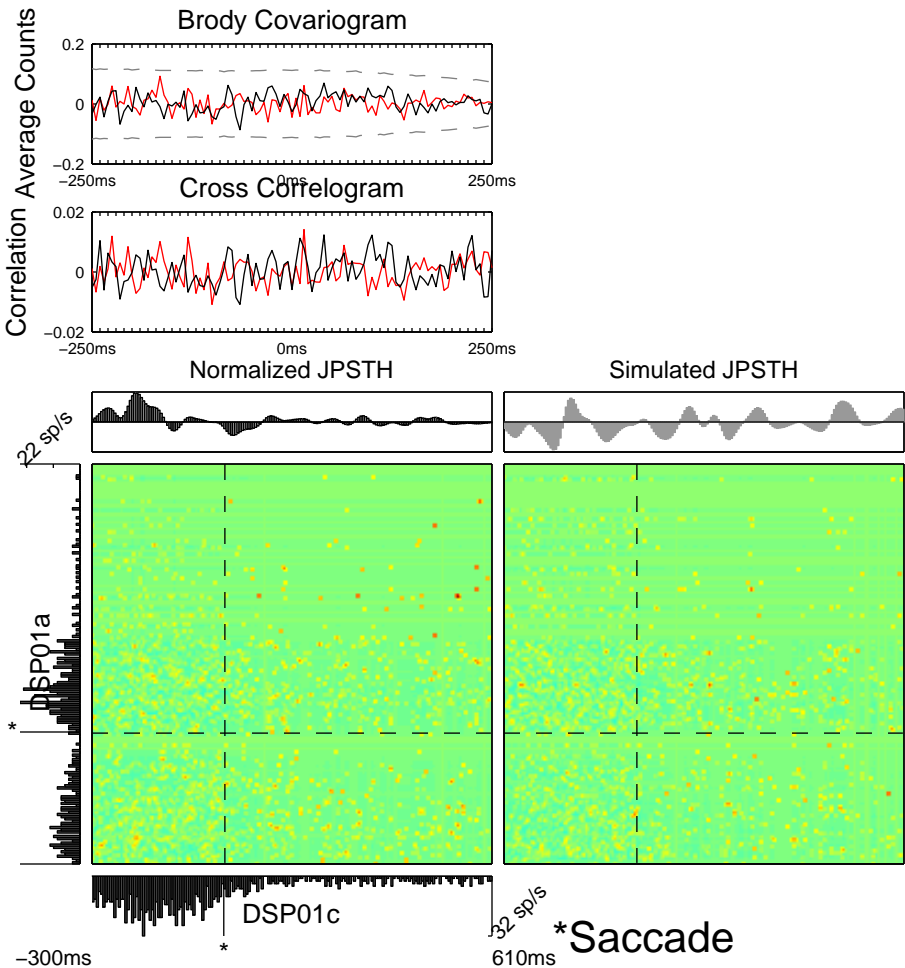 Brody Covariogram
Average Counts
0.2
0
−0.2
−250ms
0ms
250ms
Cross Correlogram
Correlation
0.02
0
−0.02
−250ms
0ms
250ms
Normalized JPSTH
Simulated JPSTH
22 sp/s
DSP01a
*
DSP01c
*
-32 sp/s
−300ms
610ms
*Saccade